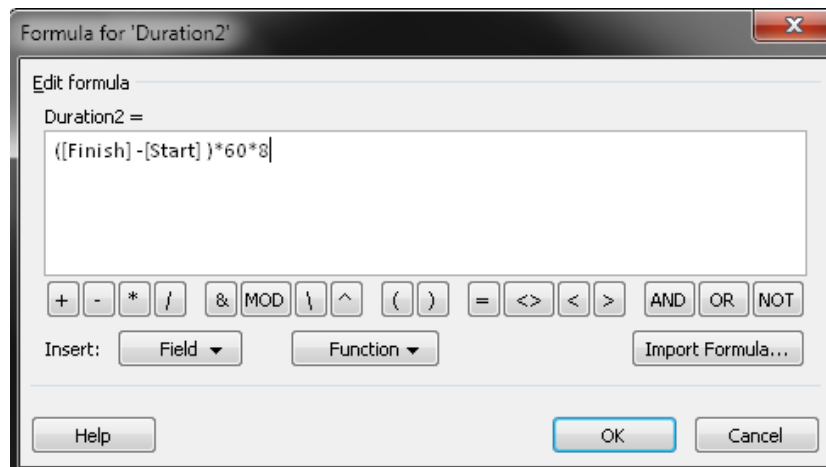 Formula for 'Duration2'
X
Edit formula
Duration2 =
([Finish] -[Start] )*60*8
+ - * / & MOD \ ^ ( ) = <> < > AND OR NOT
Insert: Field Function Import Formula...
Help OK Cancel